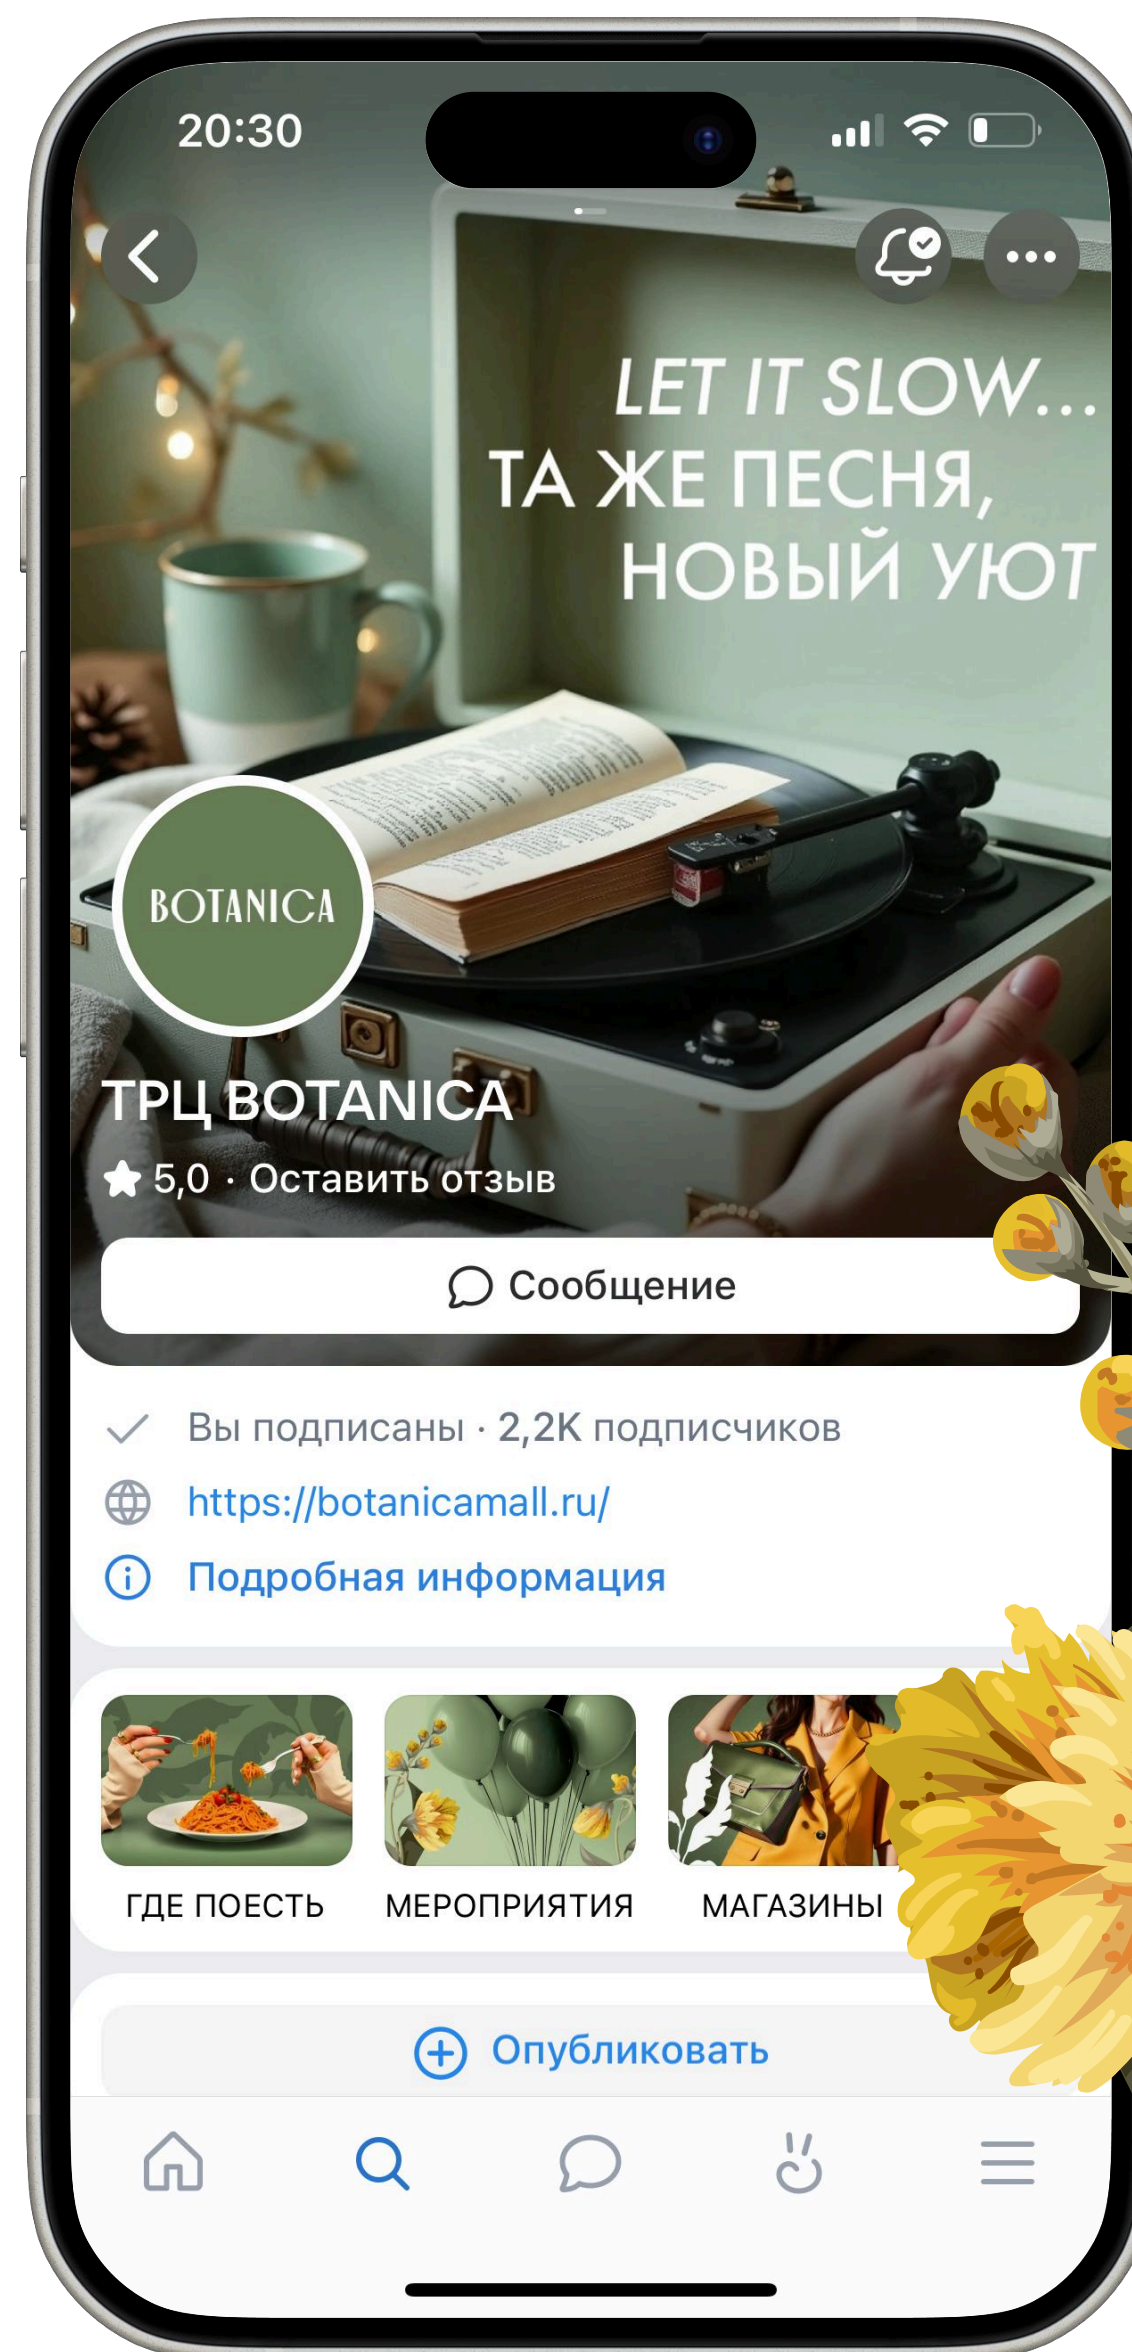 20:30
LET IT SLOW...
ТА ЖЕ ПЕСНЯ,
НОВЫЙ УЮТ
BOTANICA
ТРЦ BOTANICA
5,0 · Оставить отзыв
Сообщение
Вы подписаны · 2,2K подписчиков
https://botanicamall.ru/
Подробная информация
ГДЕ ПОЕСТЬ
МЕРОПРИЯТИЯ
МАГАЗИНЫ
Опубликовать